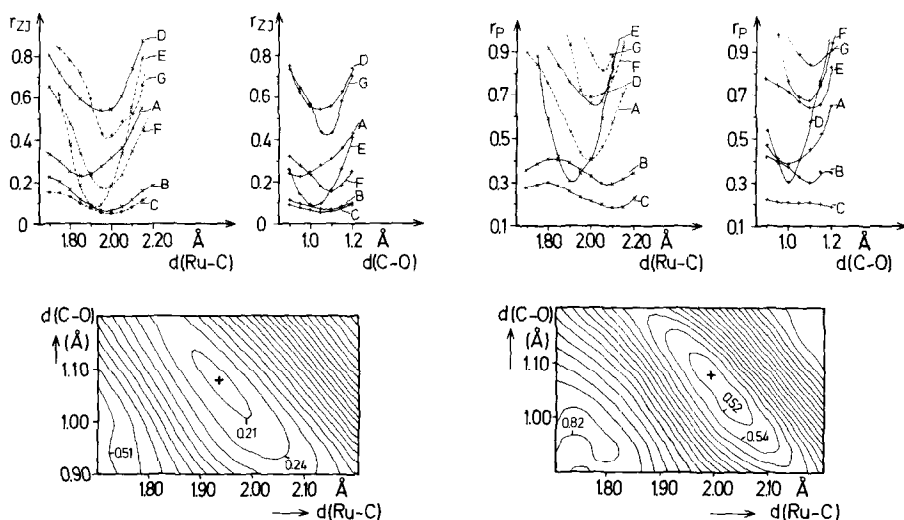 r_ZJ
0.8
0.6
0.4
0.2
0
D
E
G
A
F
B
C
1.80 2.00 2.20 Å
d(Ru-C)
D
G
A
E
F
B
C
1.0 1.2 Å
d(C-O)
r_P
0.9
0.7
0.5
0.3
0.1
E
G
F
D
A
B
C
1.80 2.00 2.20 Å
d(Ru-C)
F
G
E
A
D
B
C
1.0 1.2 Å
d(C-O)
d(C-O)
(Å)
1.10
1.00
0.90
0.51
0.21
0.24
1.80 1.90 2.00 2.10 Å
d(Ru-C)
d(C-O)
(Å)
1.10
1.00
0.82
0.52
0.54
1.80 1.90 2.00 2.10 Å
d(Ru-C)